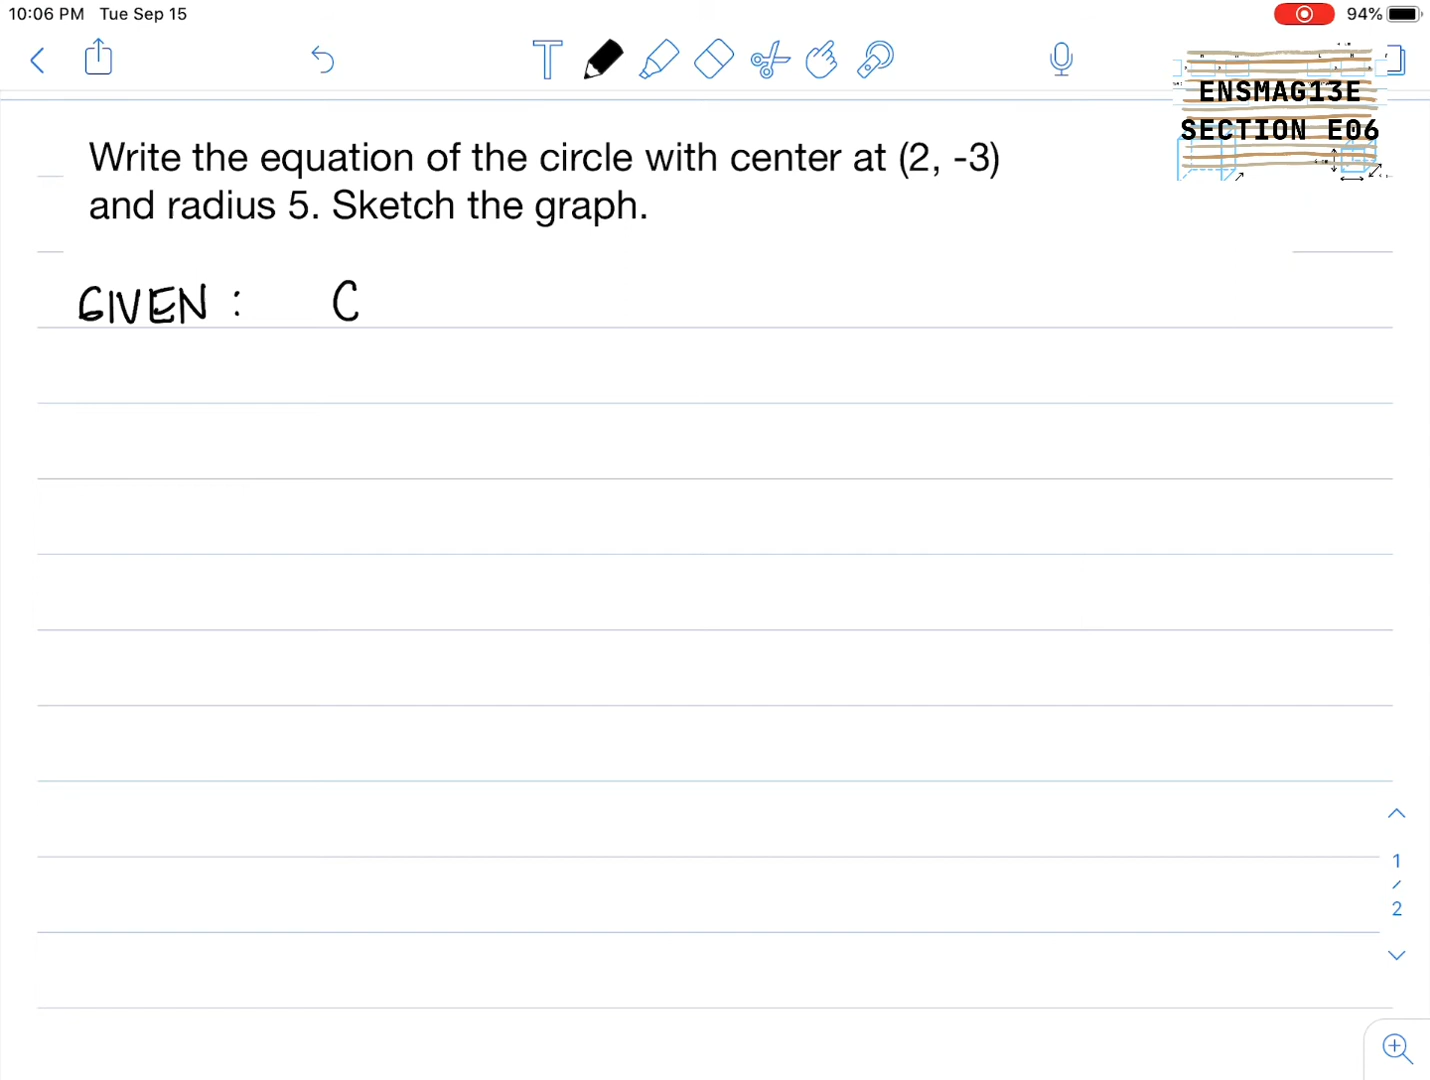 10:06 PM Tue Sep 15
94%
ENSMAG13E
SECTION E06
Write the equation of the circle with center at (2, -3)
and radius 5. Sketch the graph.
GIVEN : C
1
/
2